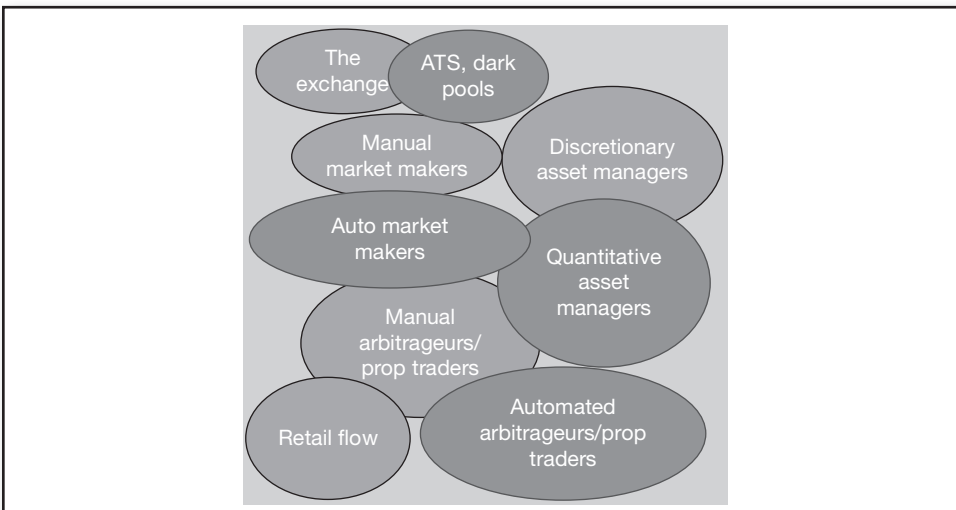 The
exchange
ATS, dark
pools
Manual
market makers
Discretionary
asset managers
Auto market
makers
Quantitative
asset
managers
Manual
arbitrageurs/
prop traders
Retail flow
Automated
arbitrageurs/prop
traders